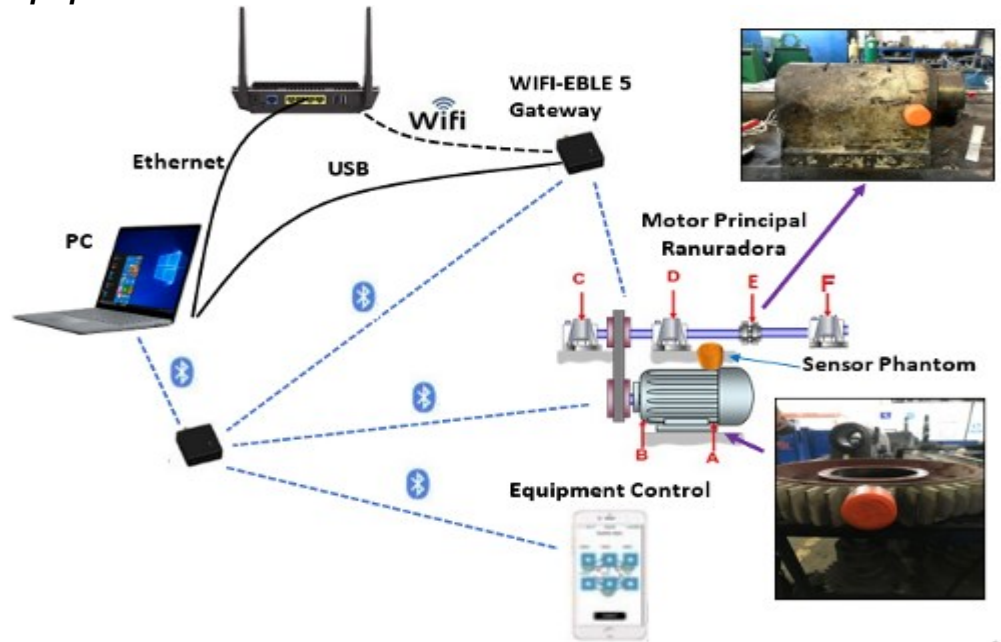 WIFI-EBLE 5
Gateway
Wifi
Ethernet
USB
PC
Motor Principal
Ranuradora
C
D
E
F
Sensor Phantom
B
A
Equipment Control